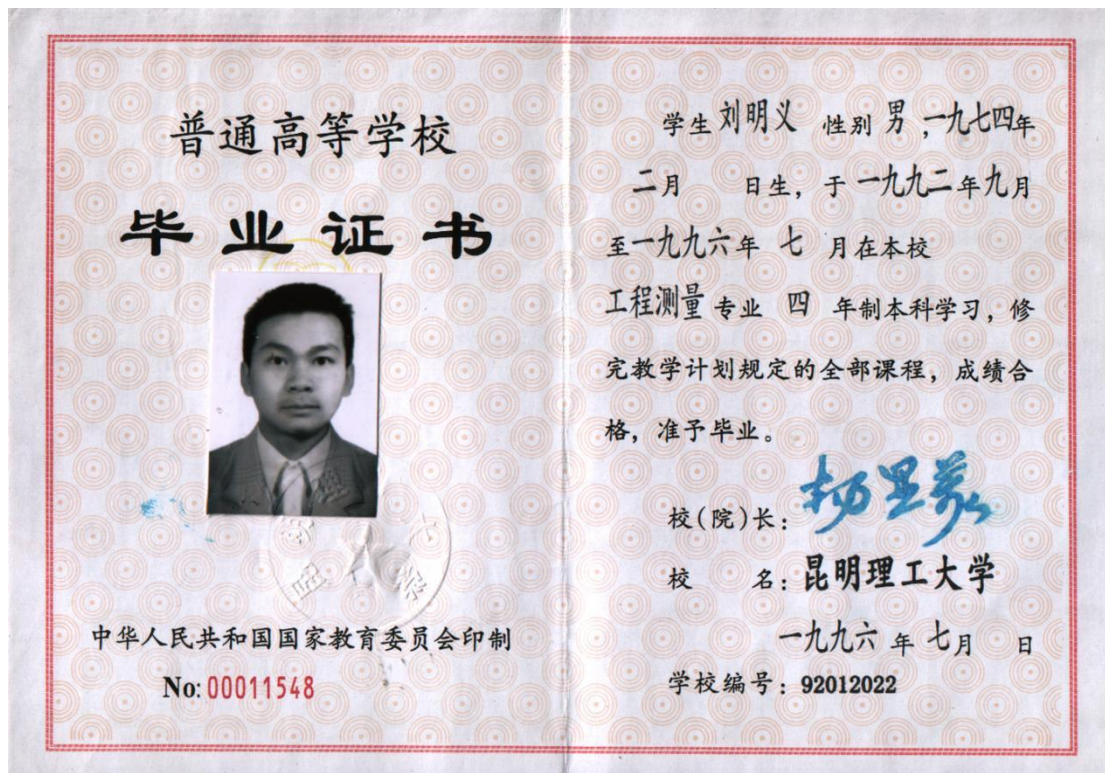 普通高等学校
毕业证书
中华人民共和国国家教育委员会印制
No: 00011548
学生 刘明义 性别 男 ,一九七四年
二月 日生，于 一九九二年九月
至一九九六年 七 月在本校
工程测量 专业 四 年制本科学习，修
完教学计划规定的全部课程，成绩合
格，准予毕业。
校(院)长：
校 名：昆明理工大学
一九九六 年 七月 日
学校编号：92012022